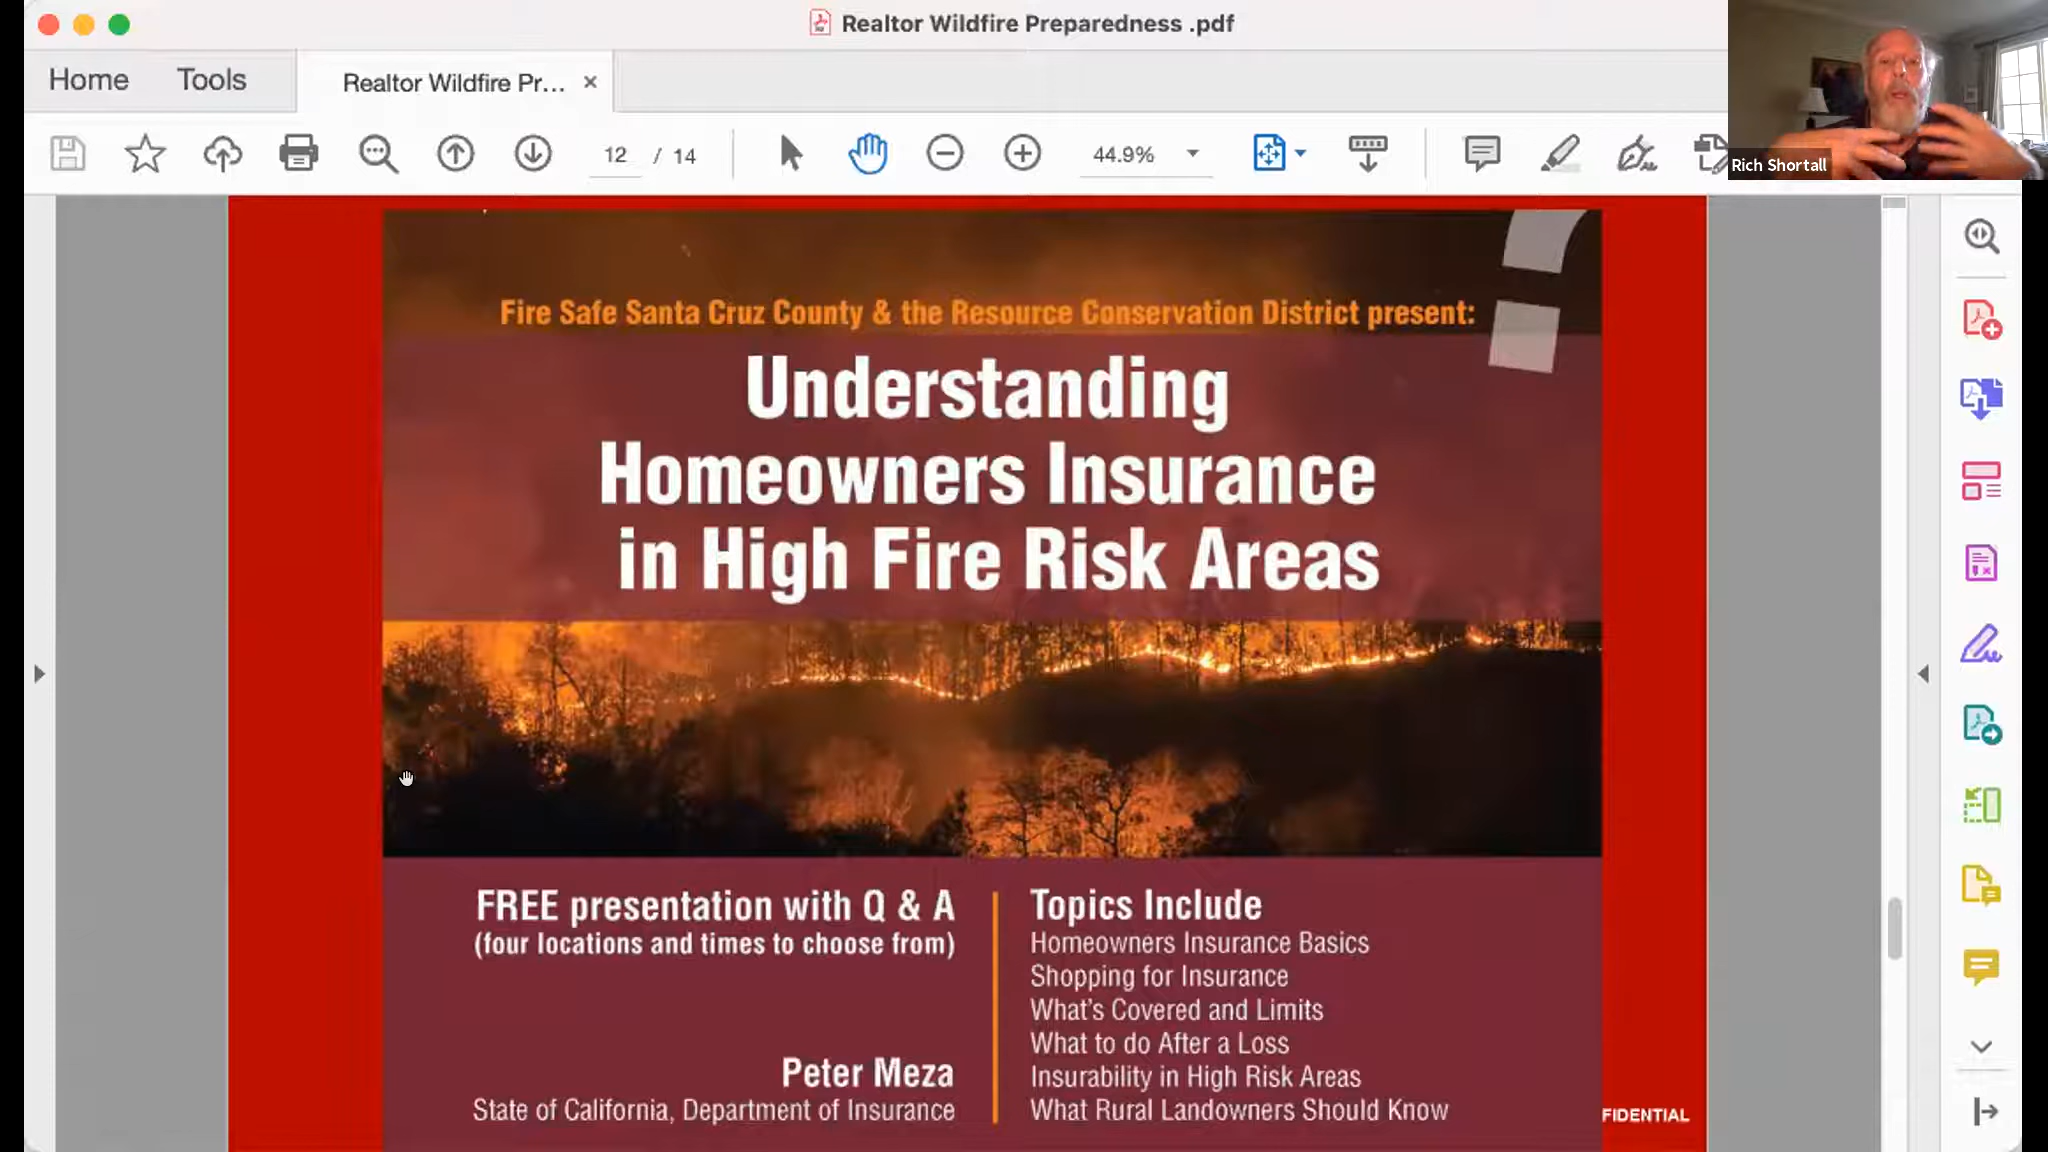 Realtor Wildfire Preparedness .pdf
Home Tools Realtor Wildfire Pr... ×
12 / 14 44.9%
Rich Shortall
Fire Safe Santa Cruz County & the Resource Conservation District present:
Understanding
Homeowners Insurance
in High Fire Risk Areas
?
FREE presentation with Q & A
(four locations and times to choose from)
Peter Meza
State of California, Department of Insurance
Topics Include
Homeowners Insurance Basics
Shopping for Insurance
What's Covered and Limits
What to do After a Loss
Insurability in High Risk Areas
What Rural Landowners Should Know
FIDENTIAL